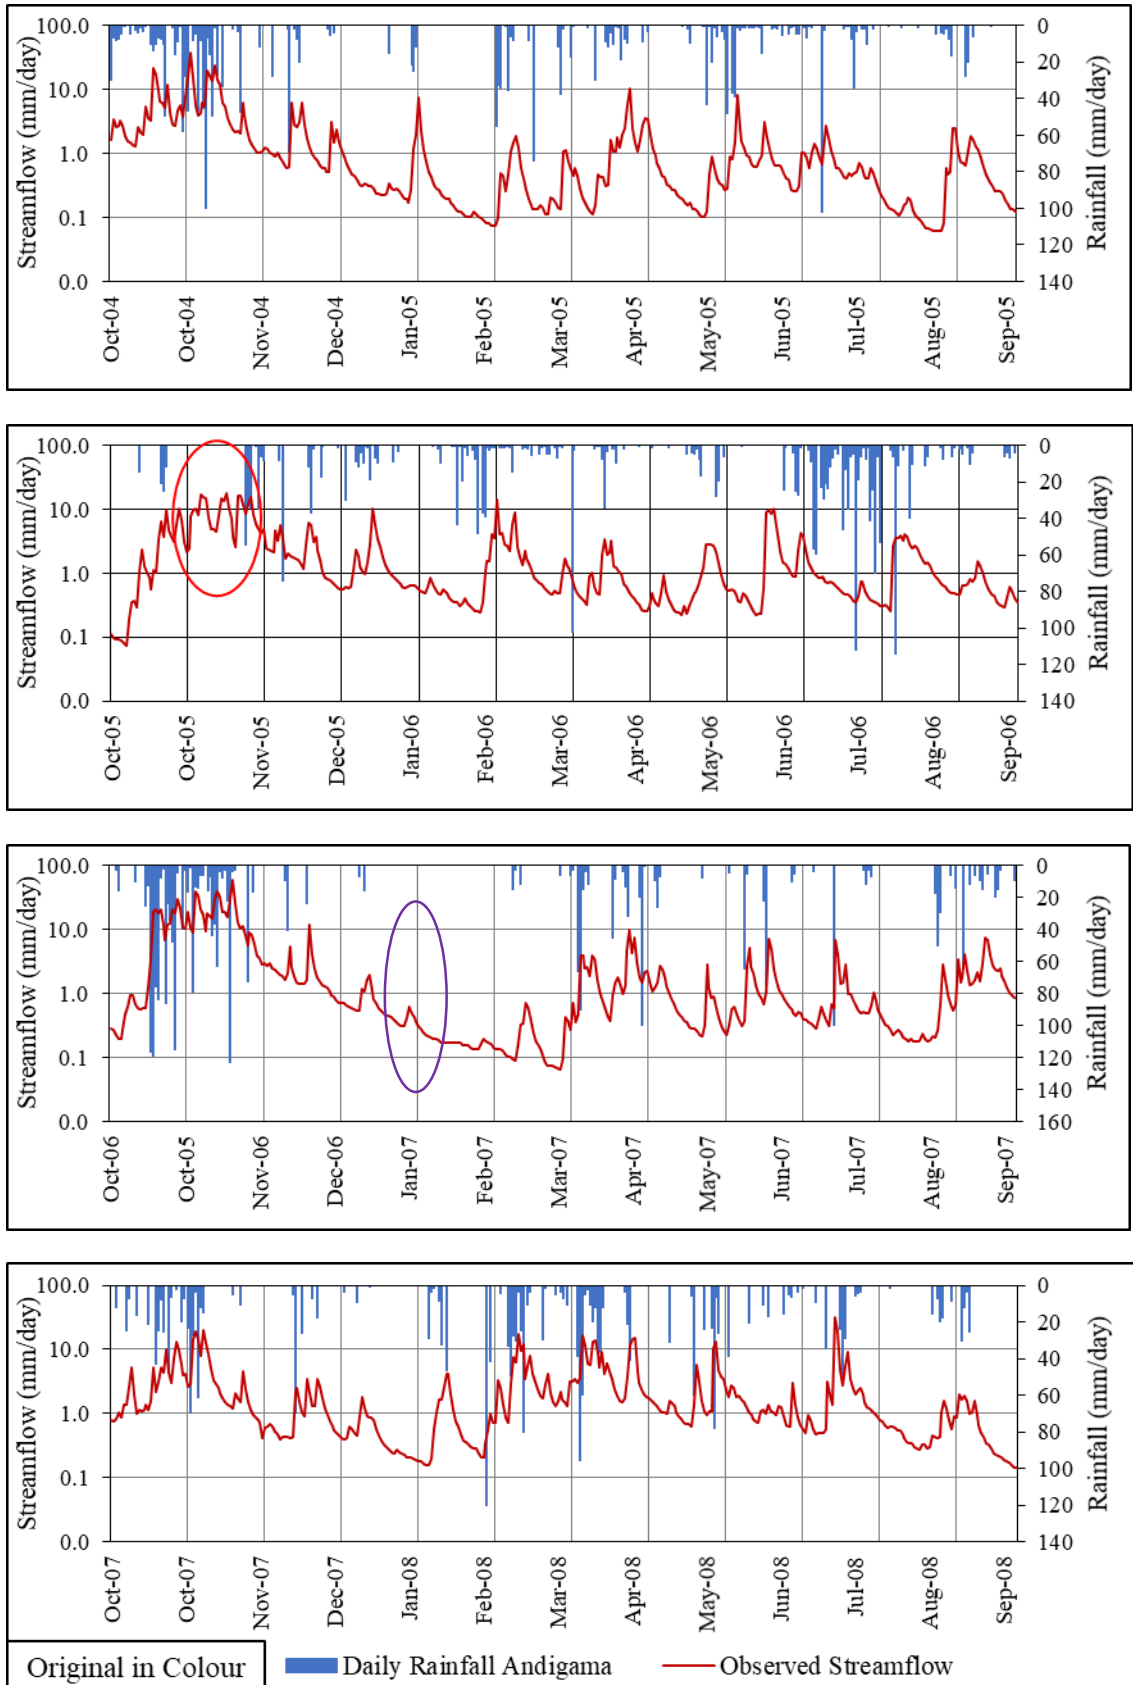 Streamflow (mm/day)
100.0
10.0
1.0
0.1
0.0
0
20
40
60
80
100
120
140
Rainfall (mm/day)
Oct-04
Oct-04
Nov-04
Dec-04
Jan-05
Feb-05
Mar-05
Apr-05
May-05
Jun-05
Jul-05
Aug-05
Sep-05
Streamflow (mm/day)
100.0
10.0
1.0
0.1
0.0
0
20
40
60
80
100
120
140
Rainfall (mm/day)
Oct-05
Oct-05
Nov-05
Dec-05
Jan-06
Feb-06
Mar-06
Apr-06
May-06
Jun-06
Jul-06
Aug-06
Sep-06
Streamflow (mm/day)
100.0
10.0
1.0
0.1
0.0
0
20
40
60
80
100
120
140
160
Rainfall (mm/day)
Oct-06
Oct-05
Nov-06
Dec-06
Jan-07
Feb-07
Mar-07
Apr-07
May-07
Jun-07
Jul-07
Aug-07
Sep-07
Streamflow (mm/day)
100.0
10.0
1.0
0.1
0.0
0
20
40
60
80
100
120
140
Rainfall (mm/day)
Oct-07
Oct-07
Nov-07
Dec-07
Jan-08
Feb-08
Mar-08
Apr-08
May-08
Jun-08
Jul-08
Aug-08
Sep-08
Original in Colour
Daily Rainfall Andigama
Observed Streamflow